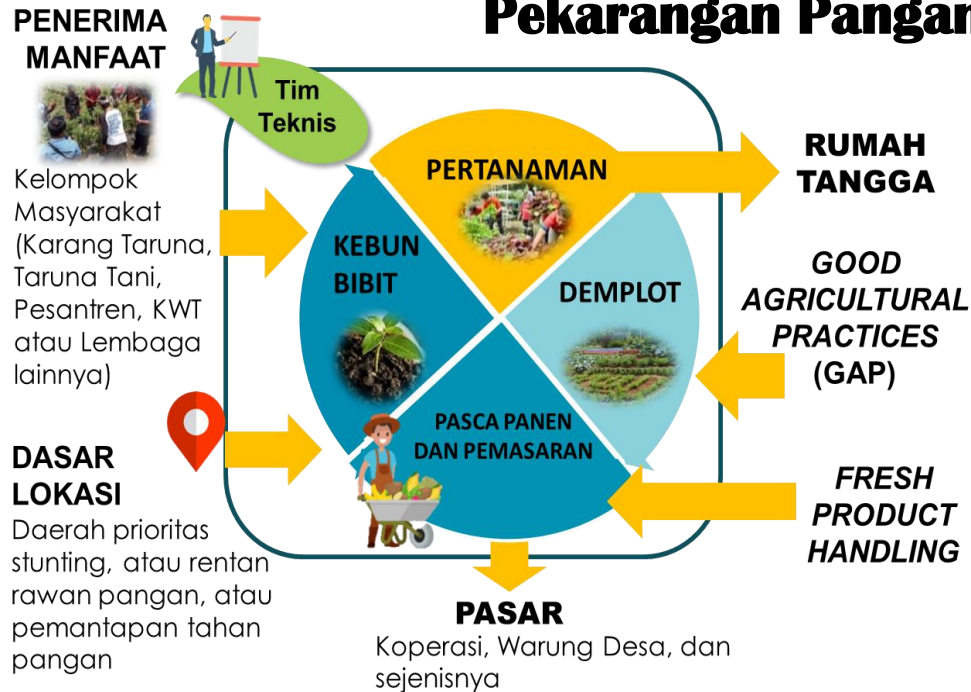 Pekarangan Pangan
PENERIMA
MANFAAT
Tim
Teknis
Kelompok
Masyarakat
(Karang Taruna,
Taruna Tani,
Pesantren, KWT
atau Lembaga
lainnya)
DASAR
LOKASI
Daerah prioritas
stunting, atau rentan
rawan pangan, atau
pemantapan tahan
pangan
PERTANAMAN
KEBUN
BIBIT
DEMPLOT
PASCA PANEN
DAN PEMASARAN
RUMAH
TANGGA
GOOD
AGRICULTURAL
PRACTICES
(GAP)
FRESH
PRODUCT
HANDLING
PASAR
Koperasi, Warung Desa, dan
sejenisnya